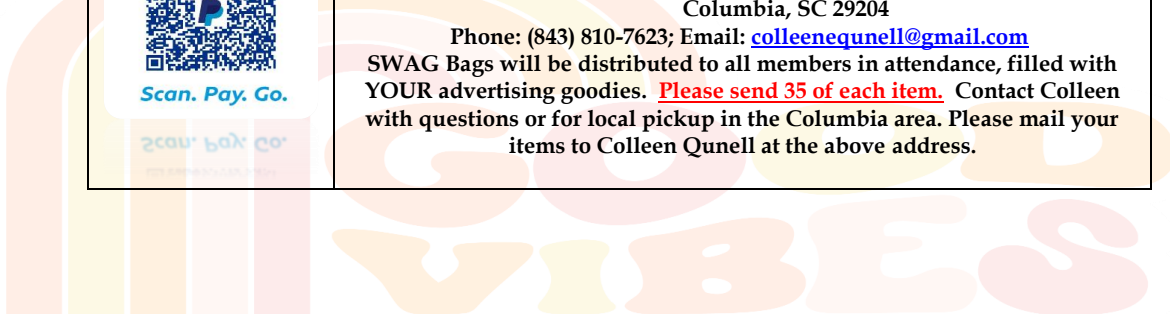 Columbia, SC 29204
Phone: (843) 810-7623; Email: colleenequnell@gmail.com
SWAG Bags will be distributed to all members in attendance, filled with
YOUR advertising goodies. Please send 35 of each item. Contact Colleen
with questions or for local pickup in the Columbia area. Please mail your
items to Colleen Qunell at the above address.
Scan. Pay. Go.
Scan. Pay. Go.
GOOD
VIBES